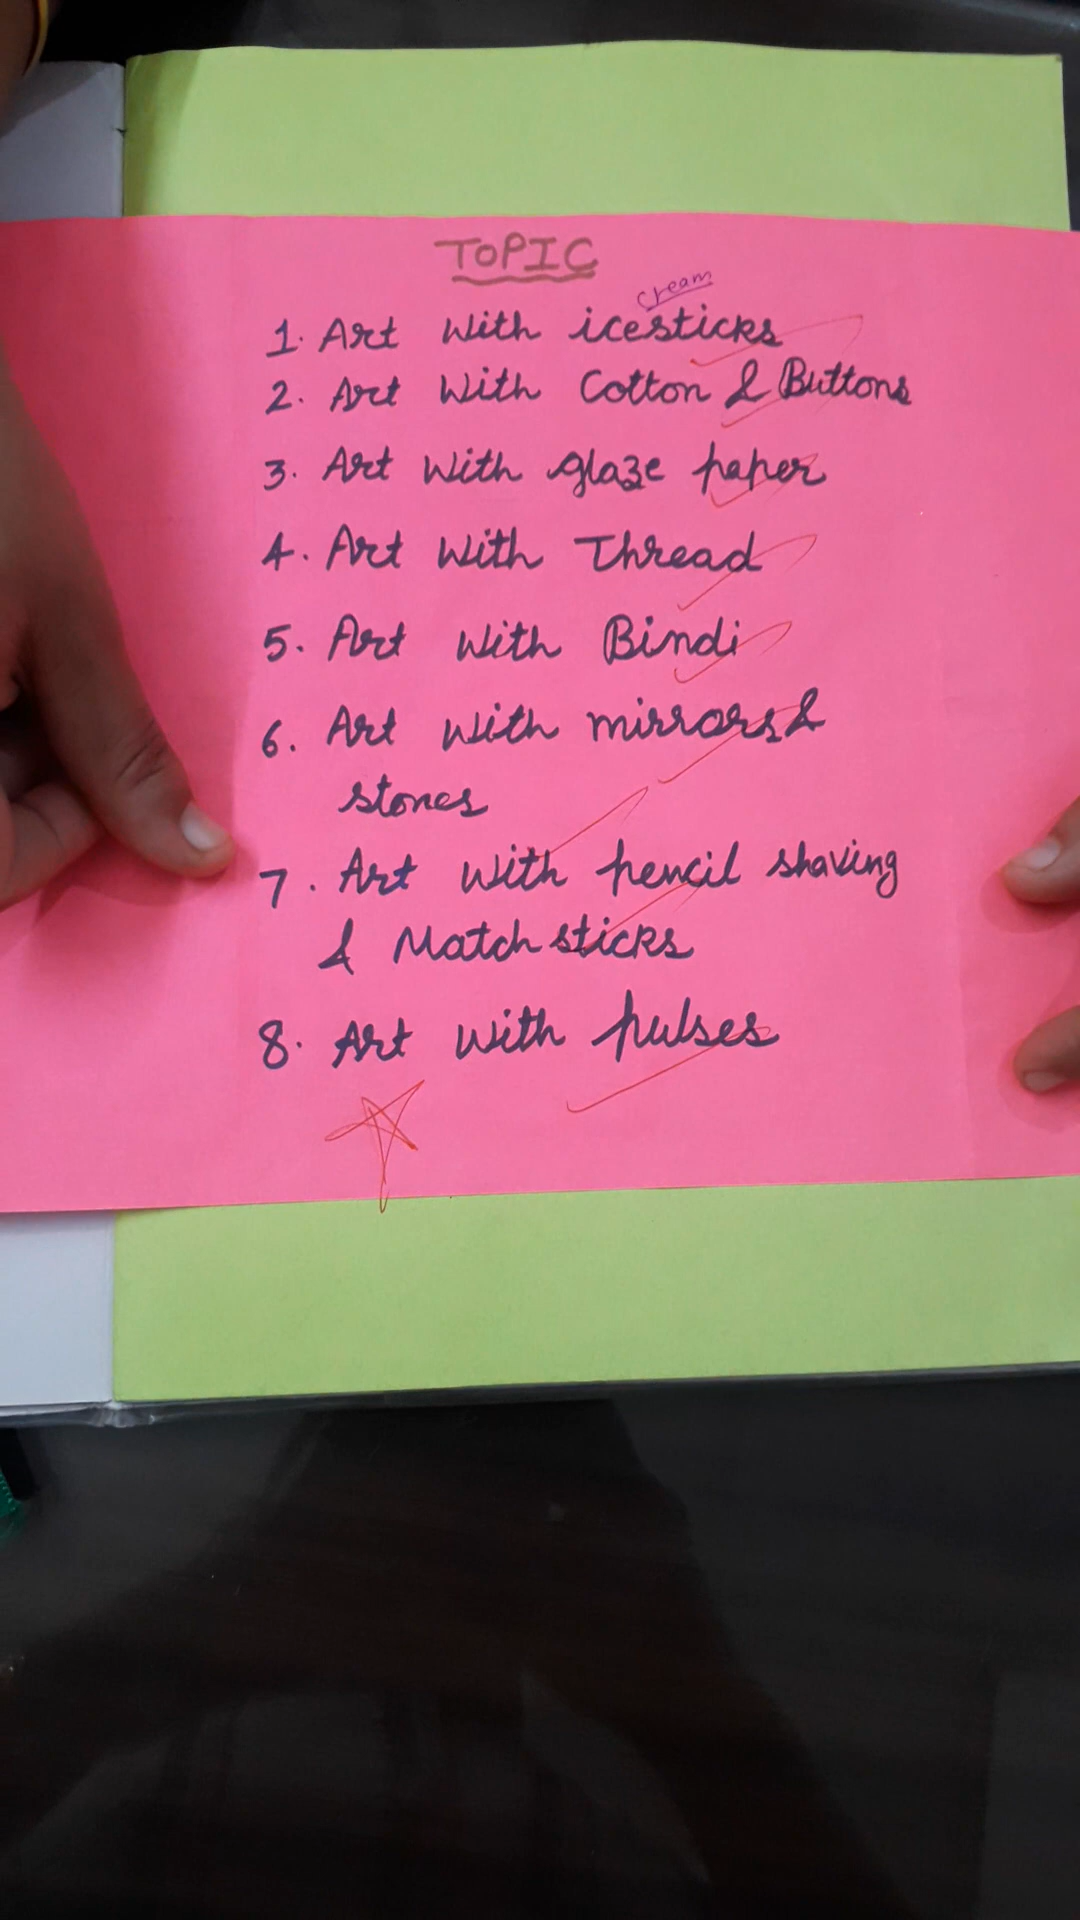 TOPIC
cream
1. Art With icesticks
2. Art With Cotton & Buttons
3. Art With glaze paper
4. Art With Thread
5. Art With Bindi
6. Art With mirrors &
stones
7. Art With pencil shaving
& Match sticks
8. Art With pulses